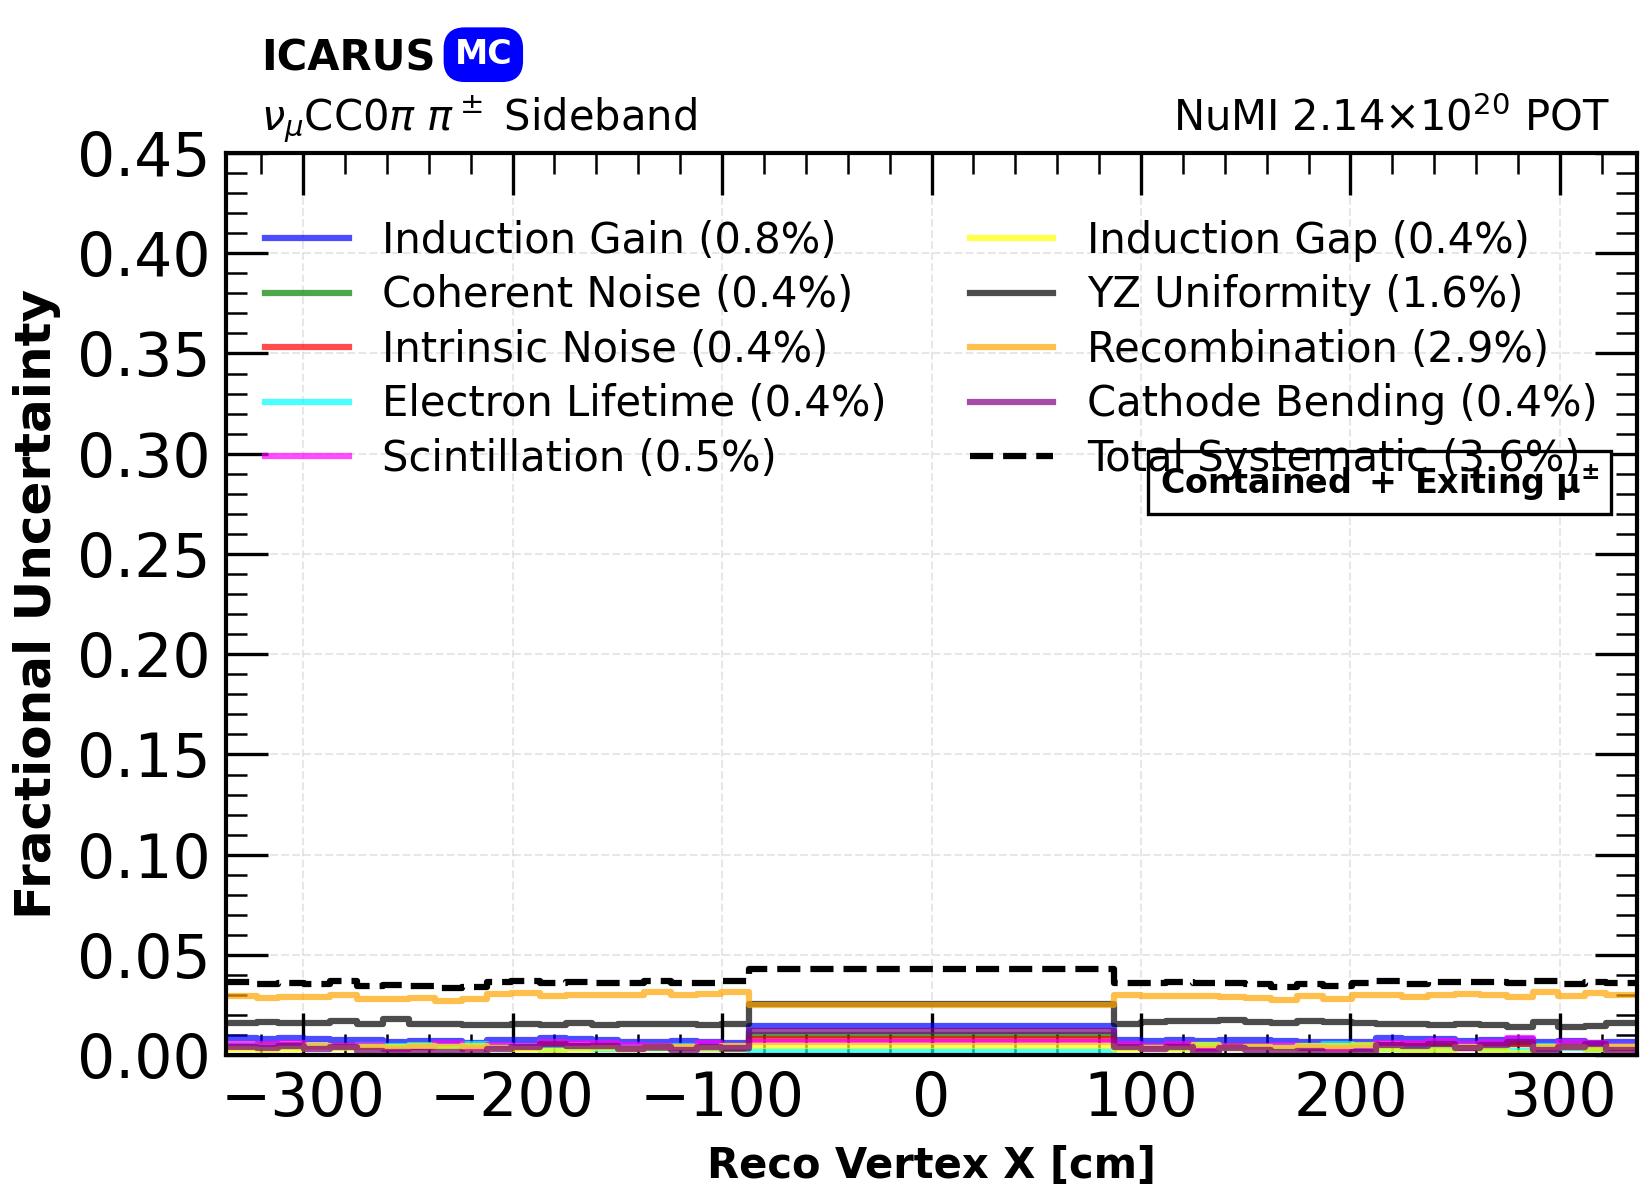 ICARUS MC
νμCC0π π± Sideband
NuMI 2.14×10²⁰ POT
0.45
0.40
0.35
0.30
0.25
0.20
0.15
0.10
0.05
0.00
Fractional Uncertainty
Induction Gain (0.8%)
Coherent Noise (0.4%)
Intrinsic Noise (0.4%)
Electron Lifetime (0.4%)
Scintillation (0.5%)
Induction Gap (0.4%)
YZ Uniformity (1.6%)
Recombination (2.9%)
Cathode Bending (0.4%)
Total Systematic (3.6%)
Contained + Exiting μ±
−300 −200 −100 0 100 200 300
Reco Vertex X [cm]